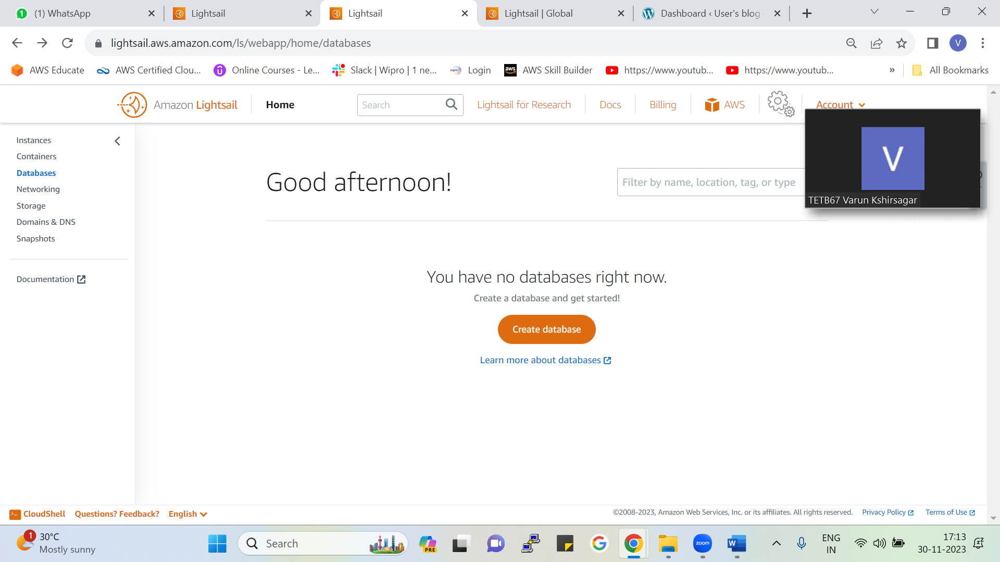 (1) WhatsApp
Lightsail
Lightsail
Lightsail | Global
Dashboard ‹ User's blog
lightsail.aws.amazon.com/ls/webapp/home/databases
V
AWS Educate
AWS Certified Clou...
Online Courses - Le...
Slack | Wipro | 1 ne...
Login
AWS Skill Builder
https://www.youtub...
https://www.youtub...
»
All Bookmarks
Amazon Lightsail
Home
Search
Lightsail for Research
Docs
Billing
AWS
Account
Instances
Containers
Databases
Networking
Storage
Domains & DNS
Snapshots
Documentation
Good afternoon!
Filter by name, location, tag, or type
V
TETB67 Varun Kshirsagar
You have no databases right now.
Create a database and get started!
Create database
Learn more about databases
CloudShell
Questions? Feedback?
English
©2008-2023, Amazon Web Services, Inc. or its affiliates. All rights reserved.
Privacy Policy
Terms of Use
1
30°C
Mostly sunny
Search
PRE
zoom
W
ENG
IN
17:13
30-11-2023